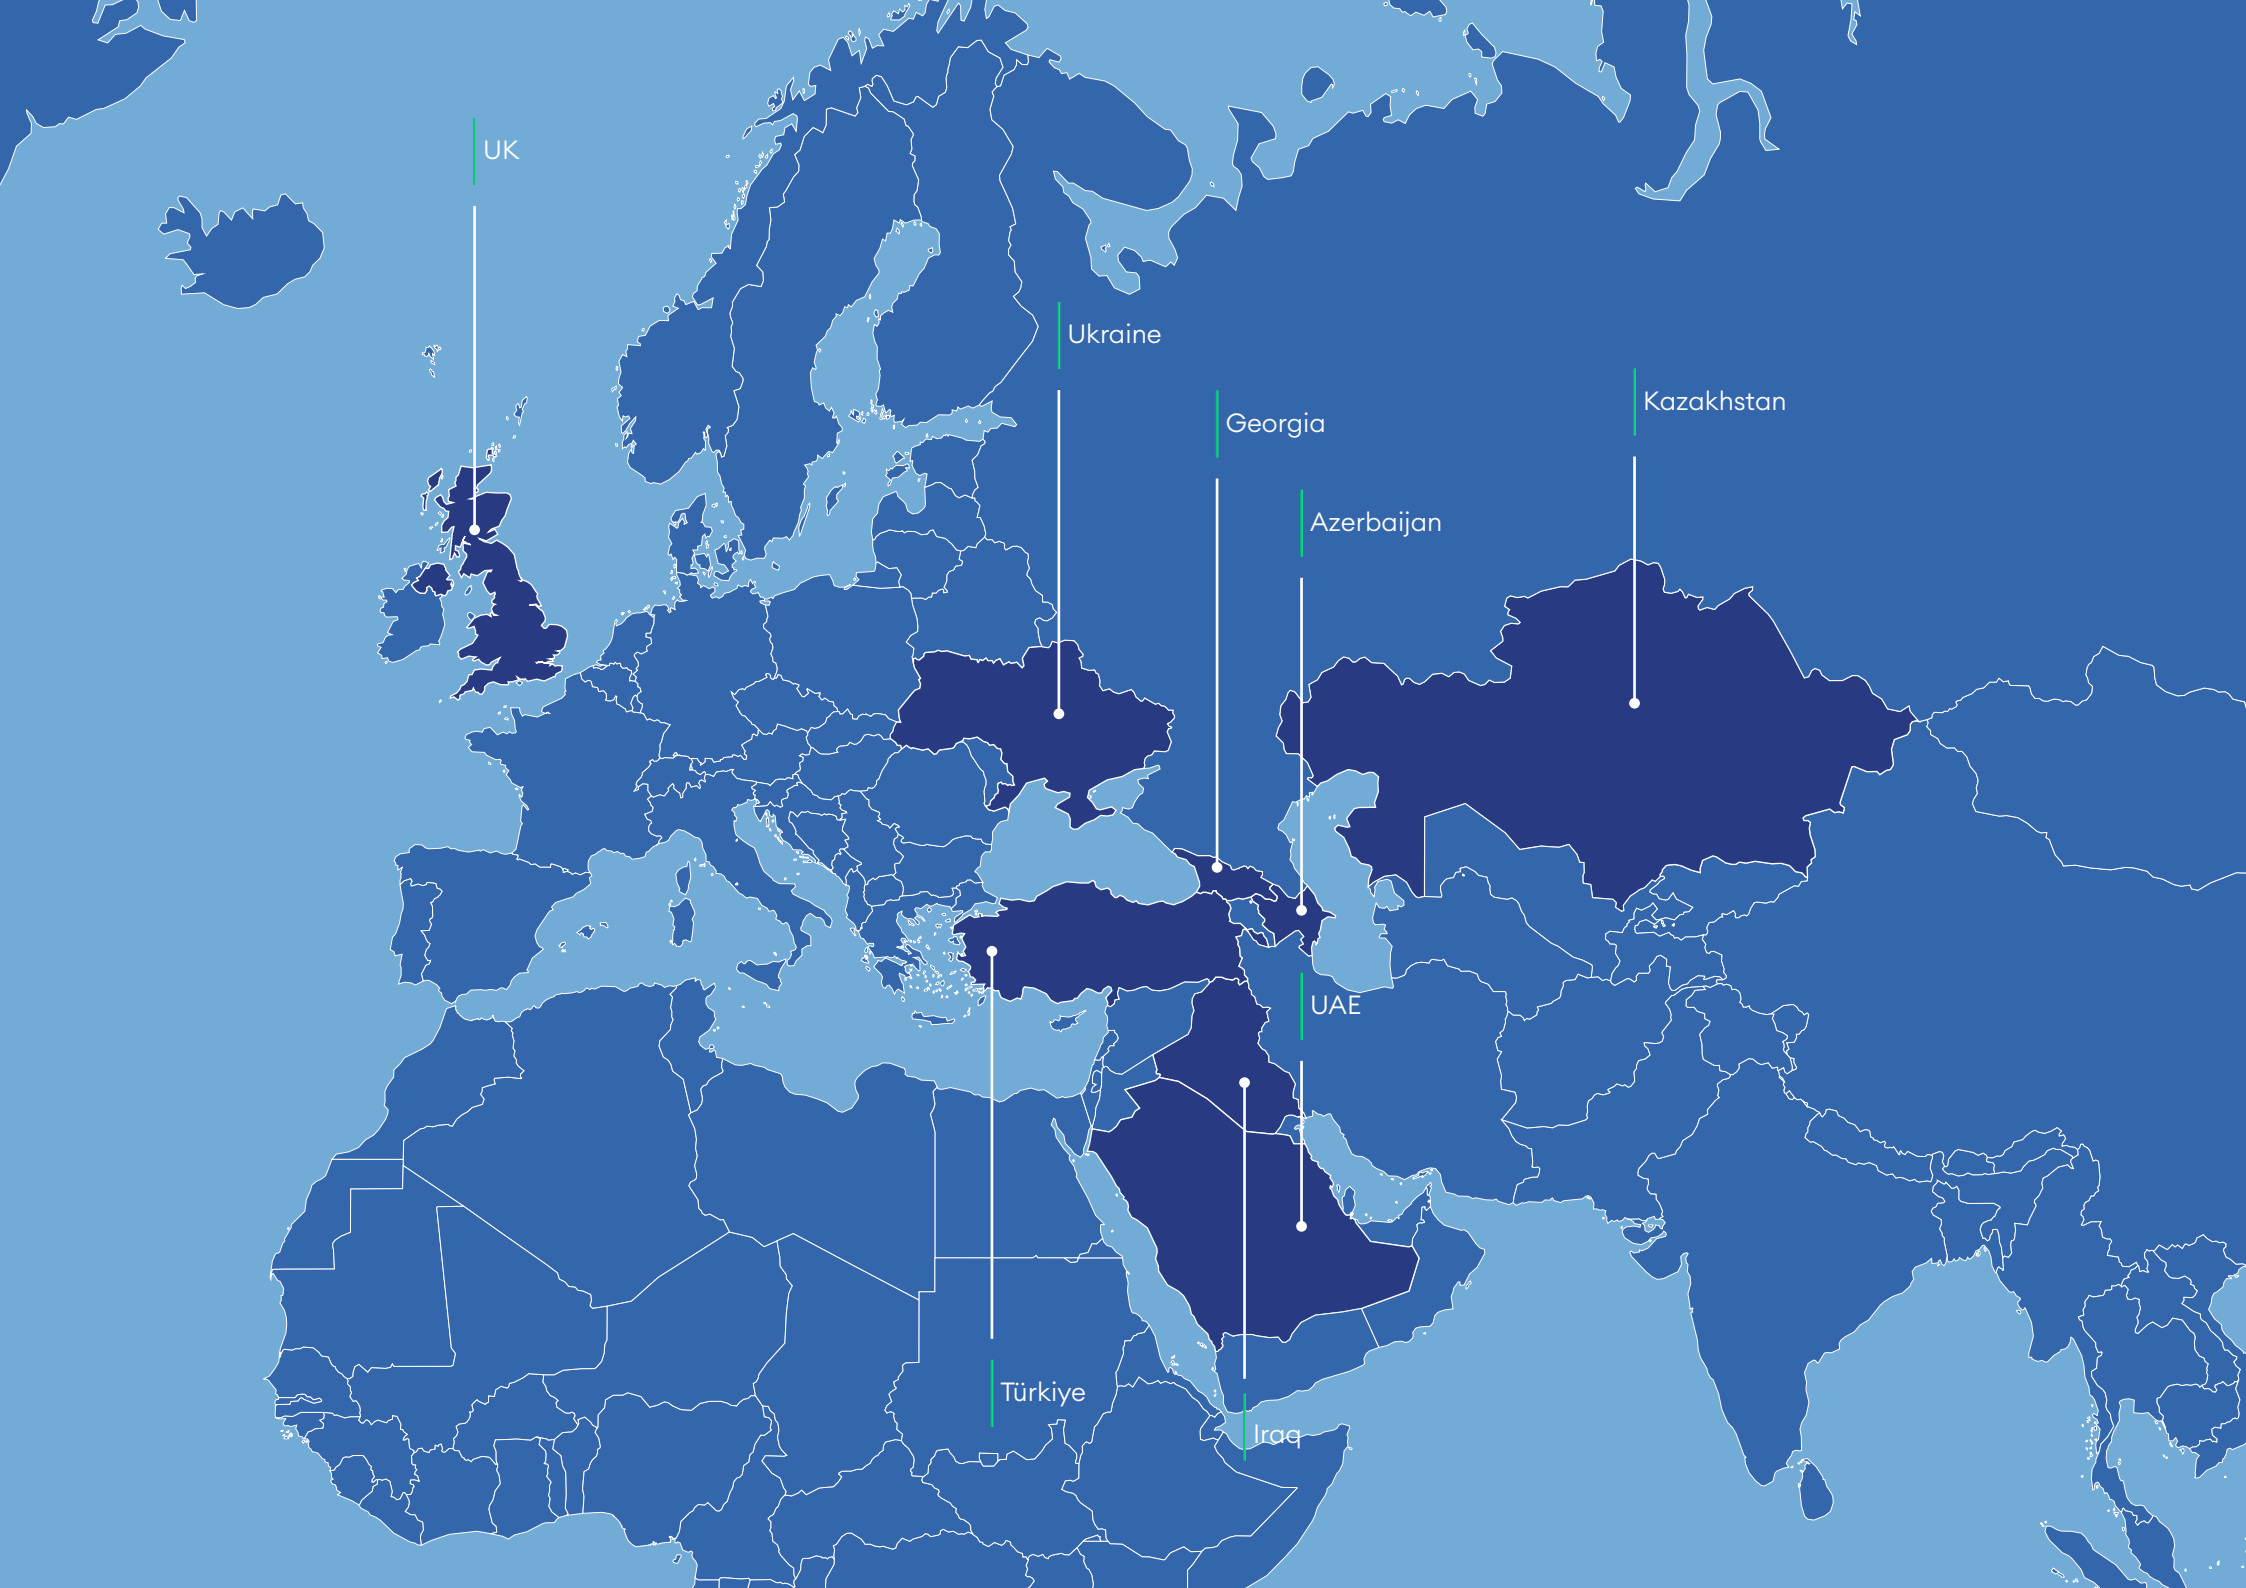 UK
Ukraine
Kazakhstan
Georgia
Azerbaijan
UAE
Türkiye
Iraq